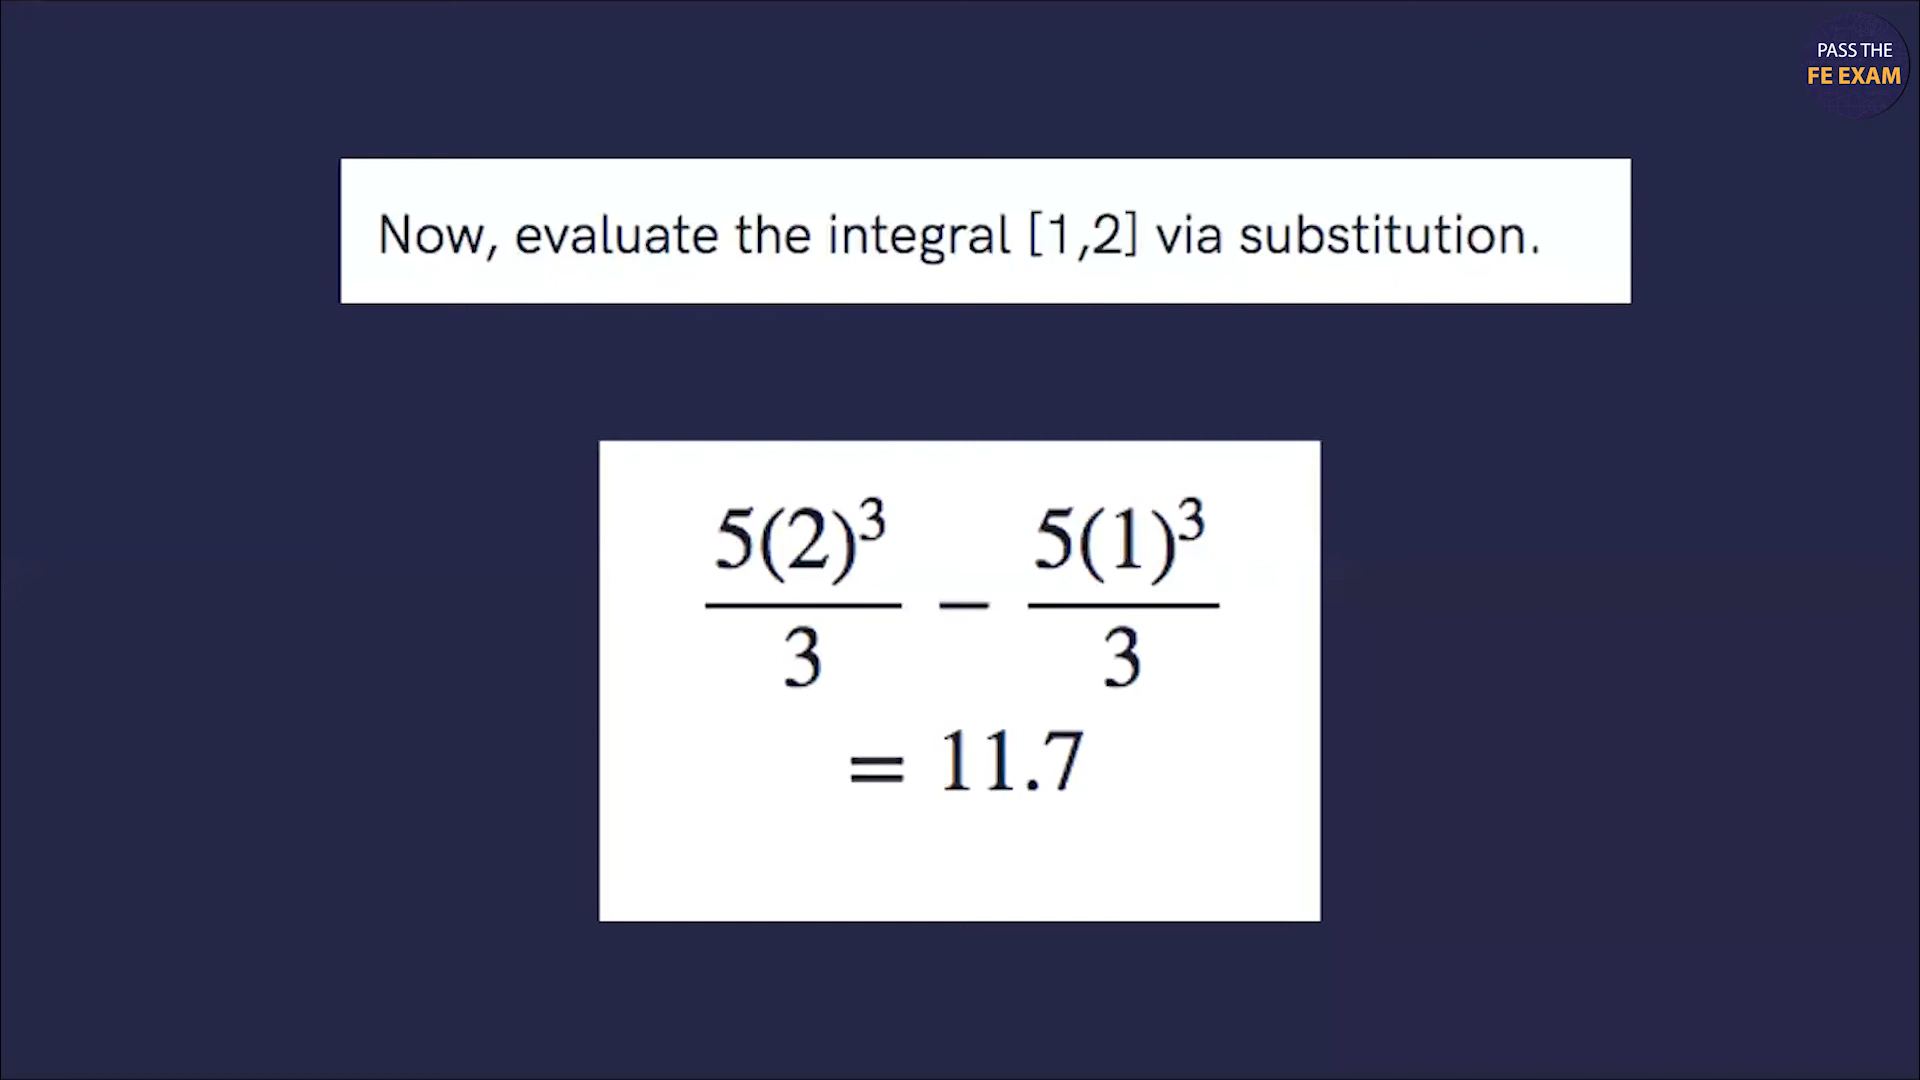 PASS THE
FE EXAM
Now, evaluate the integral [1,2] via substitution.
5(2)³/3 − 5(1)³/3
= 11.7